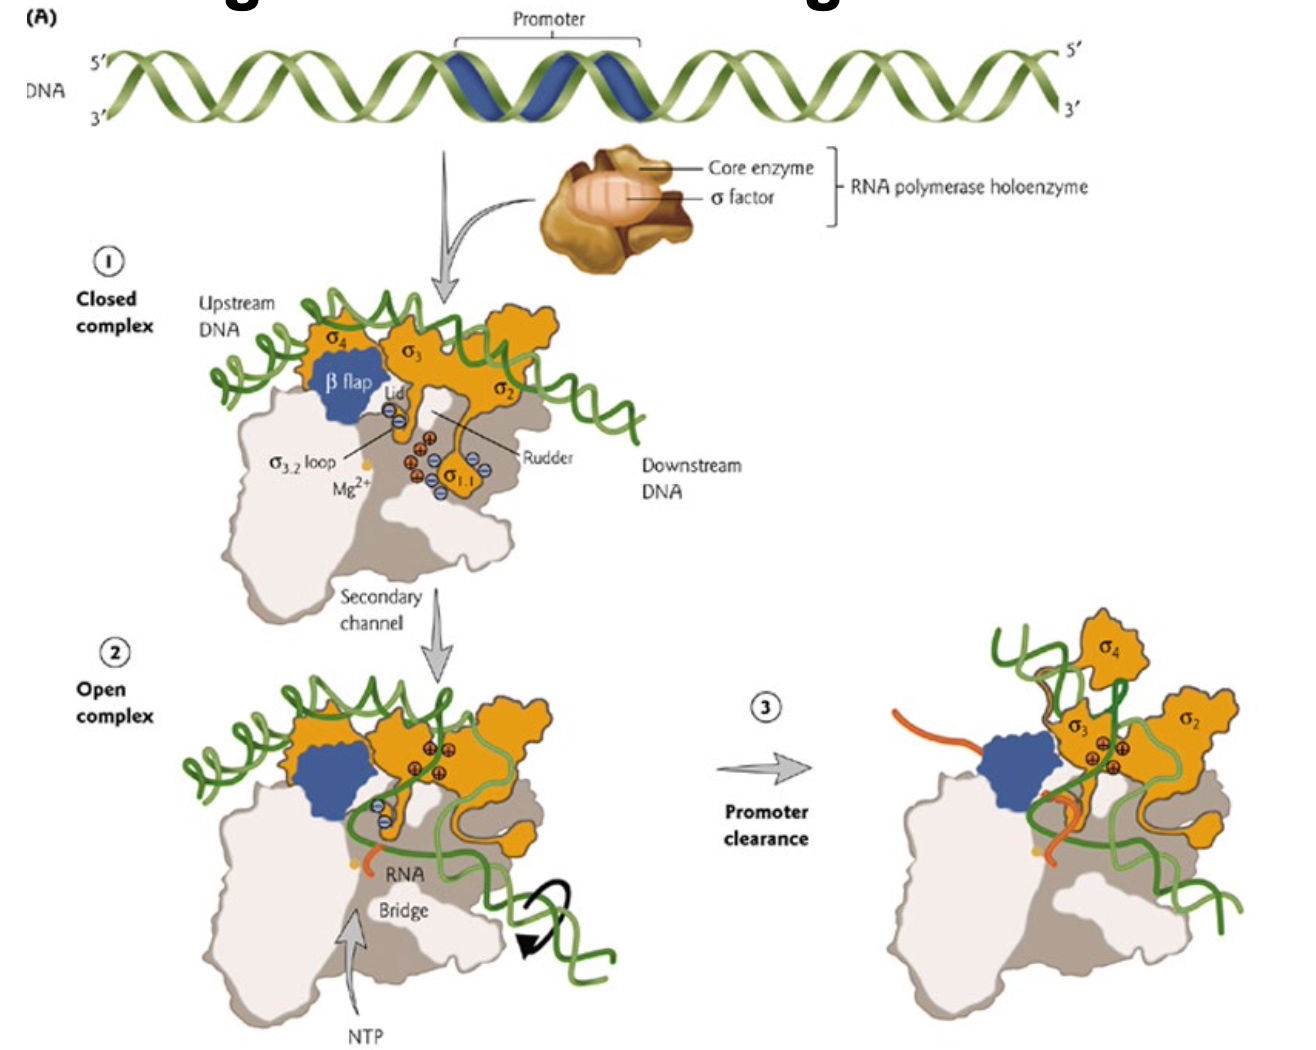 (A)
Promoter
5′
5′
DNA
3′
3′
Core enzyme
σ factor
RNA polymerase holoenzyme
1
Closed
complex
Upstream
DNA
σ4
σ3
β flap
σ2
Lid
σ3.2 loop
Rudder
σ1.1
Mg2+
Downstream
DNA
Secondary
channel
2
Open
complex
RNA
Bridge
NTP
3
Promoter
clearance
σ4
σ3
σ2